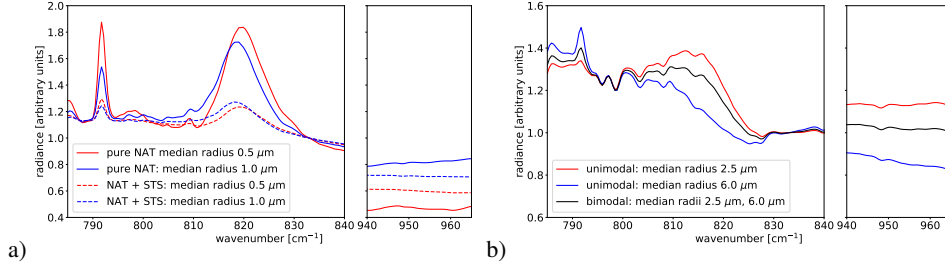 a)
radiance [arbitrary units]
2.0
1.8
1.6
1.4
1.2
1.0
0.8
0.6
0.4
pure NAT median radius 0.5 μm
pure NAT: median radius 1.0 μm
NAT + STS: median radius 0.5 μm
NAT + STS: median radius 1.0 μm
790 800 810 820 830 840
940 950 960
wavenumber [cm⁻¹]
b)
radiance [arbitrary units]
1.6
1.4
1.2
1.0
0.8
0.6
unimodal: median radius 2.5 μm
unimodal: median radius 6.0 μm
bimodal: median radii 2.5 μm, 6.0 μm
790 800 810 820 830 840
940 950 960
wavenumber [cm⁻¹]